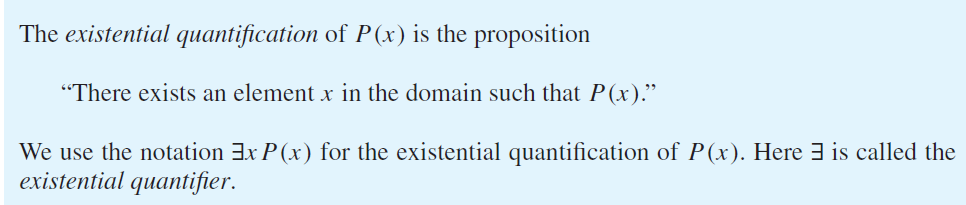 The existential quantification of P(x) is the proposition
“There exists an element x in the domain such that P(x).”
We use the notation ∃xP(x) for the existential quantification of P(x). Here ∃ is called the
existential quantifier.